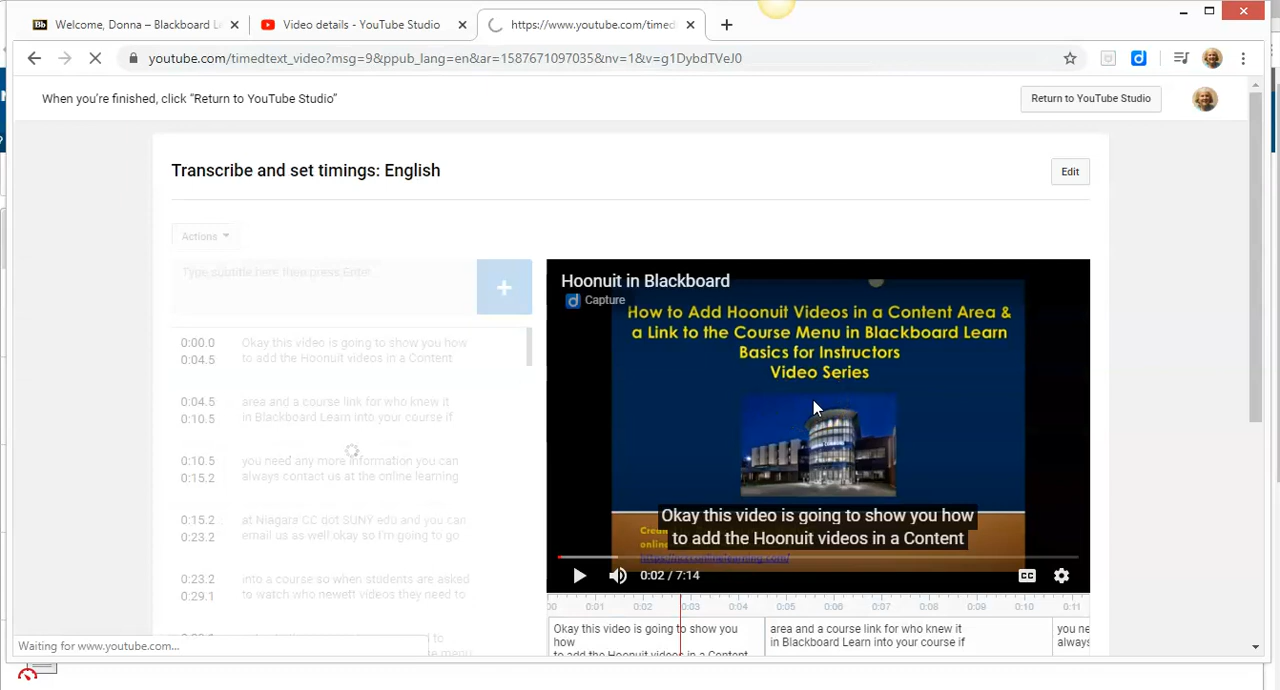 Welcome, Donna – Blackboard L
Video details - YouTube Studio
https://www.youtube.com/timed
youtube.com/timedtext_video?msg=9&ppub_lang=en&sr=1587671097035&nv=1&v=g1DybdTVeJ0
When you're finished, click "Return to YouTube Studio"
Return to YouTube Studio
Transcribe and set timings: English
Edit
Actions
Type subtitle here then press Enter
+
0:00.0 Okay this video is going to show you how
0:04.5 to add the Hoonuit videos in a Content
0:04.5 area and a course link for who knew it
0:10.5 in Blackboard Learn into your course if
0:10.5 you need any more information you can
0:15.2 always contact us at the online learning
0:15.2 at Niagara CC dot SUNY edu and you can
0:23.2 email us as well okay so I'm going to go
0:23.2 into a course so when students are asked
0:29.1 to watch who newett videos they need to
Hoonuit in Blackboard
d Capture
How to Add Hoonuit Videos in a Content Area &
a Link to the Course Menu in Blackboard Learn
Basics for Instructors
Video Series
Okay this video is going to show you how
to add the Hoonuit videos in a Content
0:02 / 7:14
CC
00 0:01 0:02 0:03 0:04 0:05 0:06 0:07 0:08 0:09 0:10 0:11
Okay this video is going to show you
how
to add the Hoonuit videos in a Content
area and a course link for who knew it
in Blackboard Learn into your course if
you ne
always
Waiting for www.youtube.com...